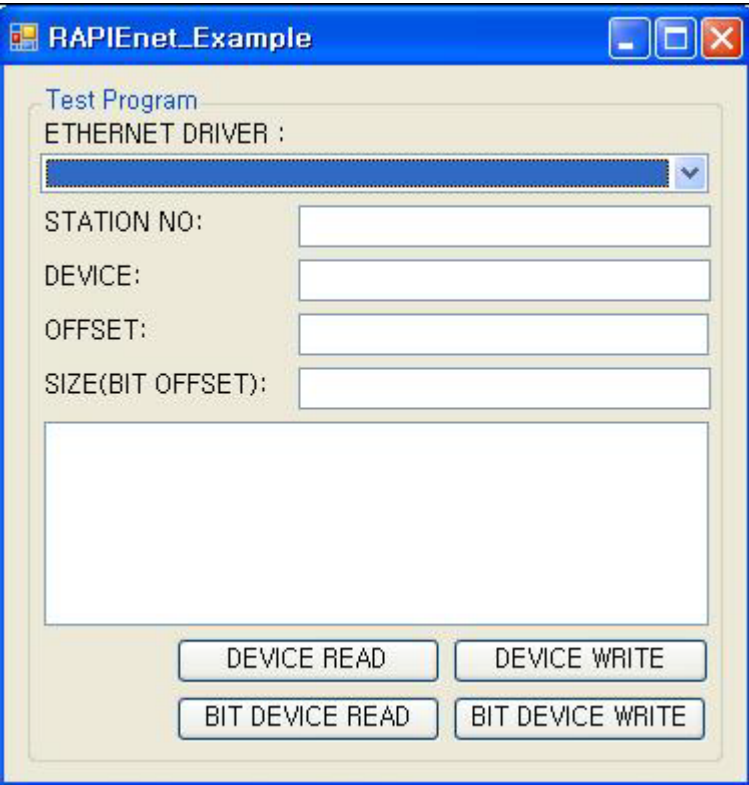 RAPIEnet_Example
Test Program
ETHERNET DRIVER :
STATION NO:
DEVICE:
OFFSET:
SIZE(BIT OFFSET):
DEVICE READ
DEVICE WRITE
BIT DEVICE READ
BIT DEVICE WRITE